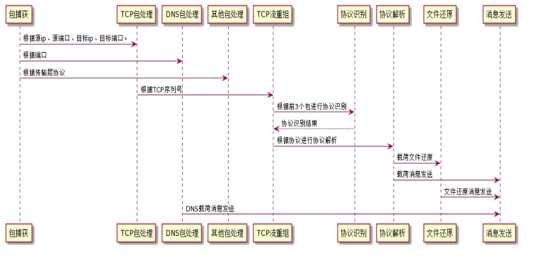 包捕获 TCP包处理 DNS包处理 其他包处理 TCP流重组 协议识别 协议解析 文件还原 消息发送
根据源ip、源端口、目标ip、目标端口。
根据端口
根据传输层协议
根据TCP序列号
根据前3个包进行协议识别
协议识别结果
根据协议进行协议解析
载荷文件还原
载荷消息发送
文件还原消息发送
DNS载荷消息发送
包捕获 TCP包处理 DNS包处理 其他包处理 TCP流重组 协议识别 协议解析 文件还原 消息发送